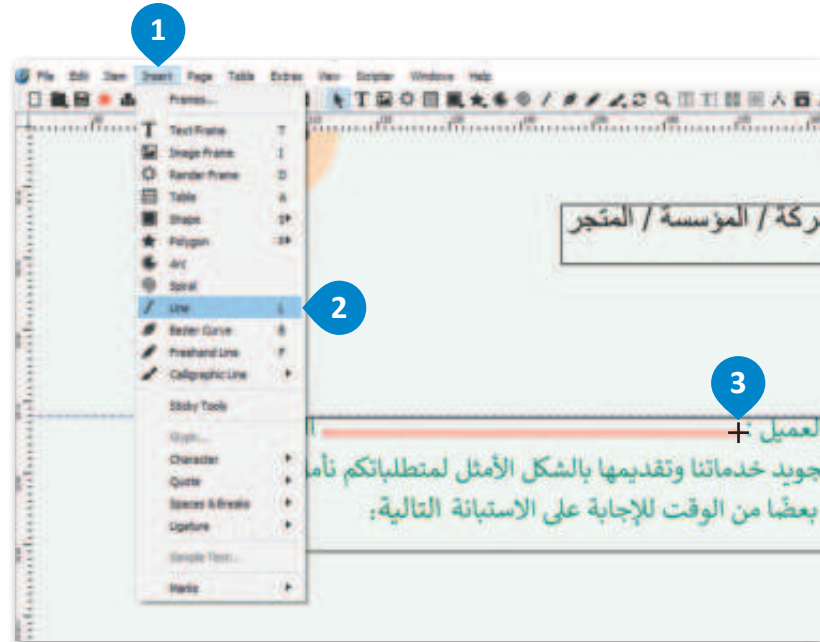 1
File Edit Item Insert Page Table Extras View Scripter Windows Help
Frames...
Text Frame T
Image Frame I
Render Frame D
Table A
Shape
Polygon
Arc
Spiral
Line L
2
Bezier Curve B
Freehand Line F
Calligraphic Line
Sticky Tools
Glyph...
Character
Quote
Spaces & Breaks
Ligature
Sample Text...
Marks
ركة / المؤسسة / المتجر
3
العميل :
جويد خدماتنا وتقديمها بالشكل الأمثل لمتطلباتكم نأم
بعضًا من الوقت للإجابة على الاستبانة التالية: